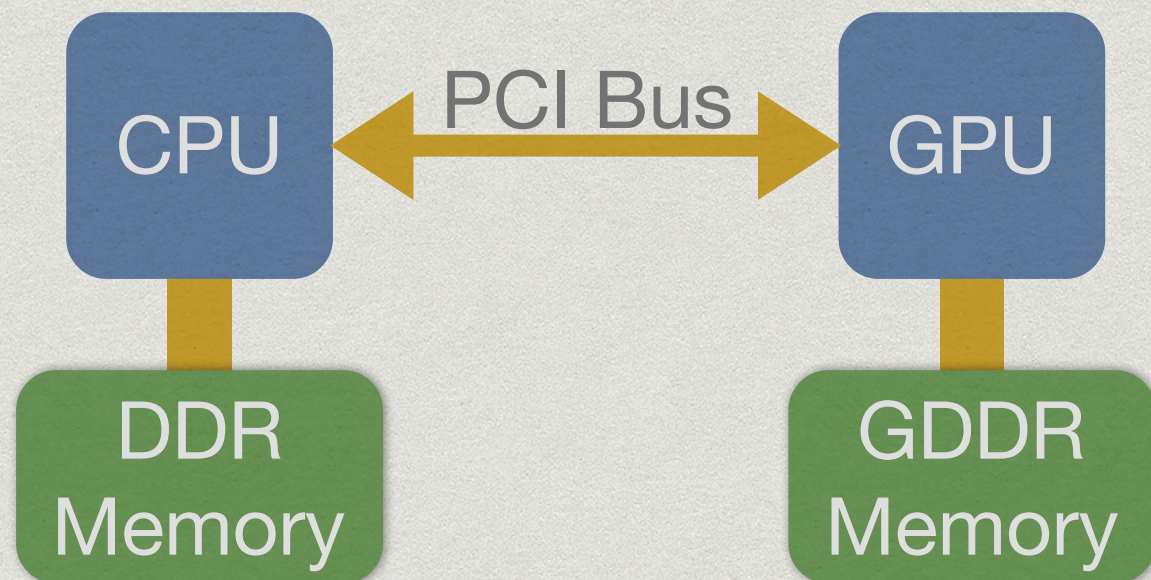 CPU
PCI Bus
GPU
DDR
Memory
GDDR
Memory